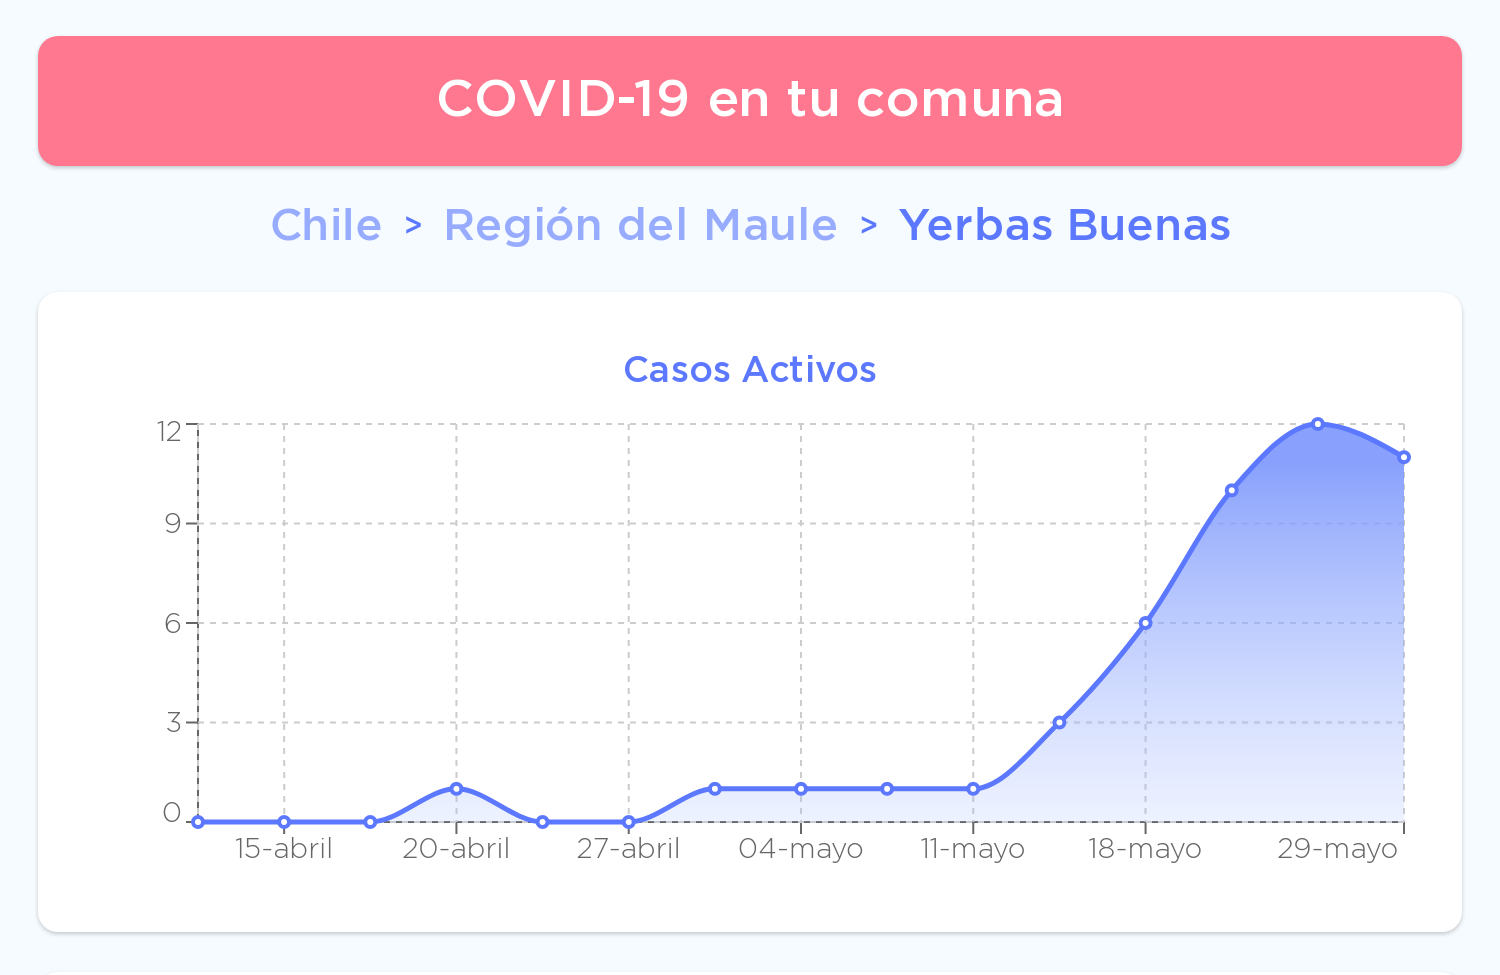 COVID-19 en tu comuna
Chile > Región del Maule > Yerbas Buenas
Casos Activos
12
9
6
3
0
15-abril 20-abril 27-abril 04-mayo 11-mayo 18-mayo 29-mayo